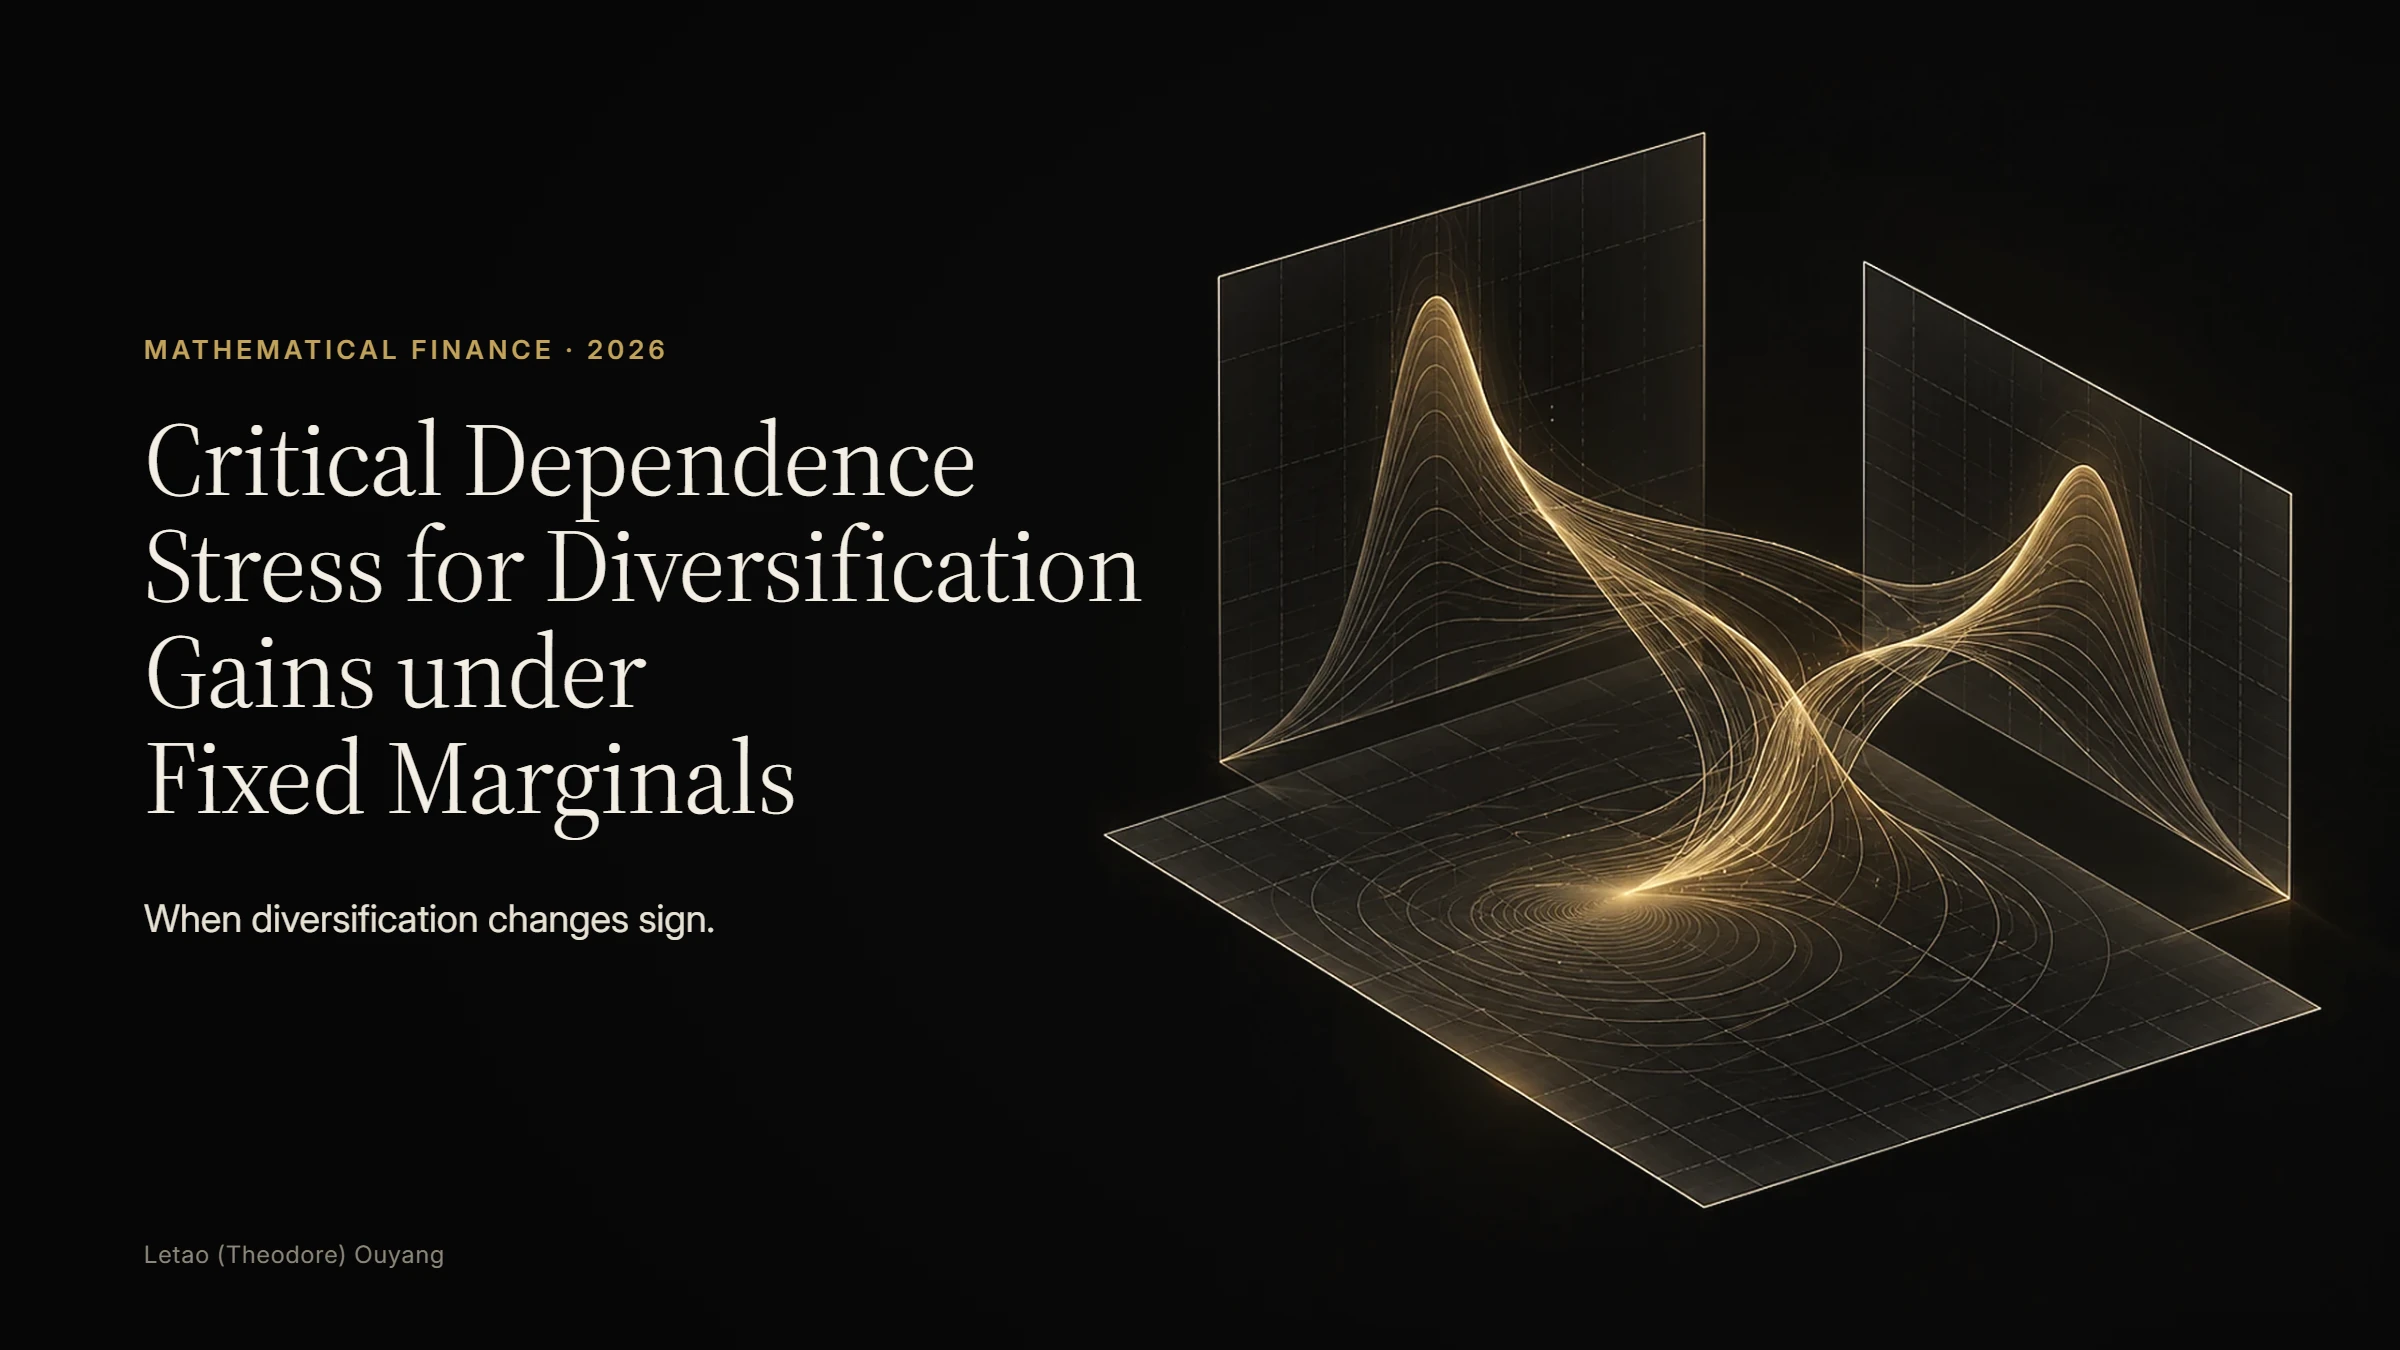 MATHEMATICAL FINANCE · 2026
Critical Dependence
Stress for Diversification
Gains under
Fixed Marginals
When diversification changes sign.
Letao (Theodore) Ouyang